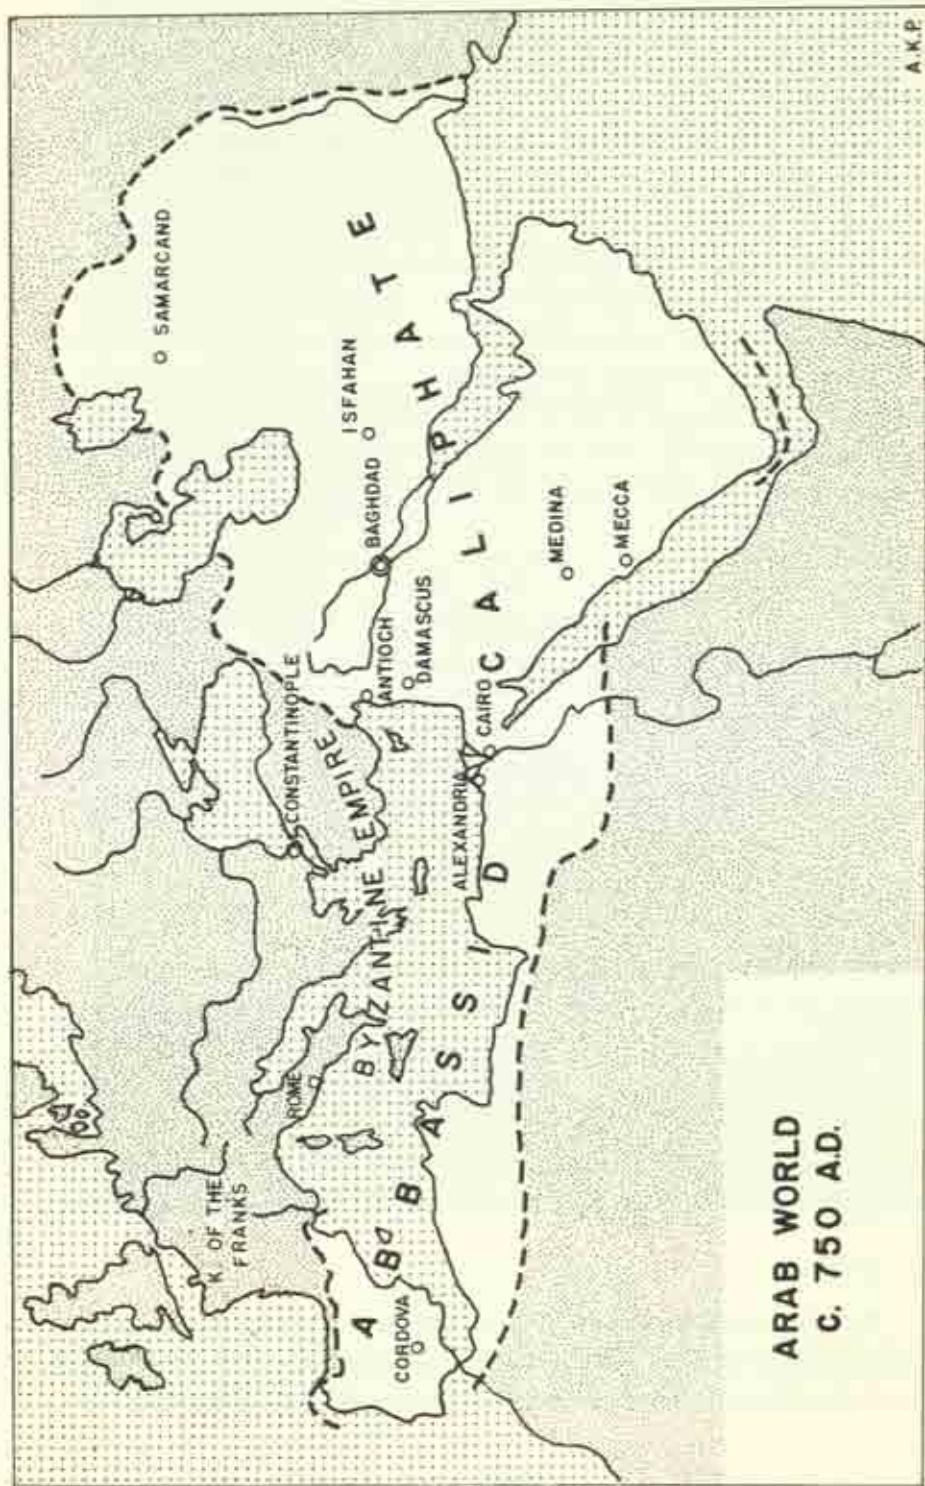 ARAB WORLD
C. 750 A.D.
ABBASSID CALIPHATE
BYZANTINE EMPIRE
K OF THE
FRANKS
ROME
CONSTANTINOPLE
CORDOVA
ALEXANDRIA
CAIRO
ANTIOCH
DAMASCUS
BAGHDAD
ISFAHAN
SAMARCAND
MEDINA
MECCA
A.K.P.